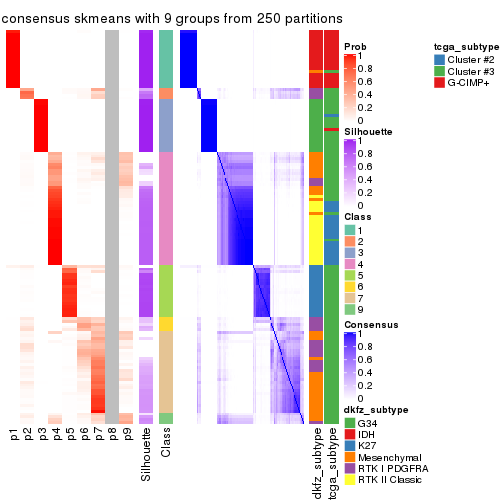 consensus skmeans with 9 groups from 250 partitions
Prob
1
0.8
0.6
0.4
0.2
0
Silhouette
1
0.8
0.6
0.4
0.2
0
Class
1
2
3
4
5
6
7
9
Consensus
1
0.8
0.6
0.4
0.2
0
dkfz_subtype
G34
IDH
K27
Mesenchymal
RTK I PDGFRA
RTK II Classic
tcga_subtype
Cluster #2
Cluster #3
G-CIMP+
p1
p2
p3
p4
p5
p6
p7
p8
p9
Silhouette
Class
dkfz_subtype
tcga_subtype